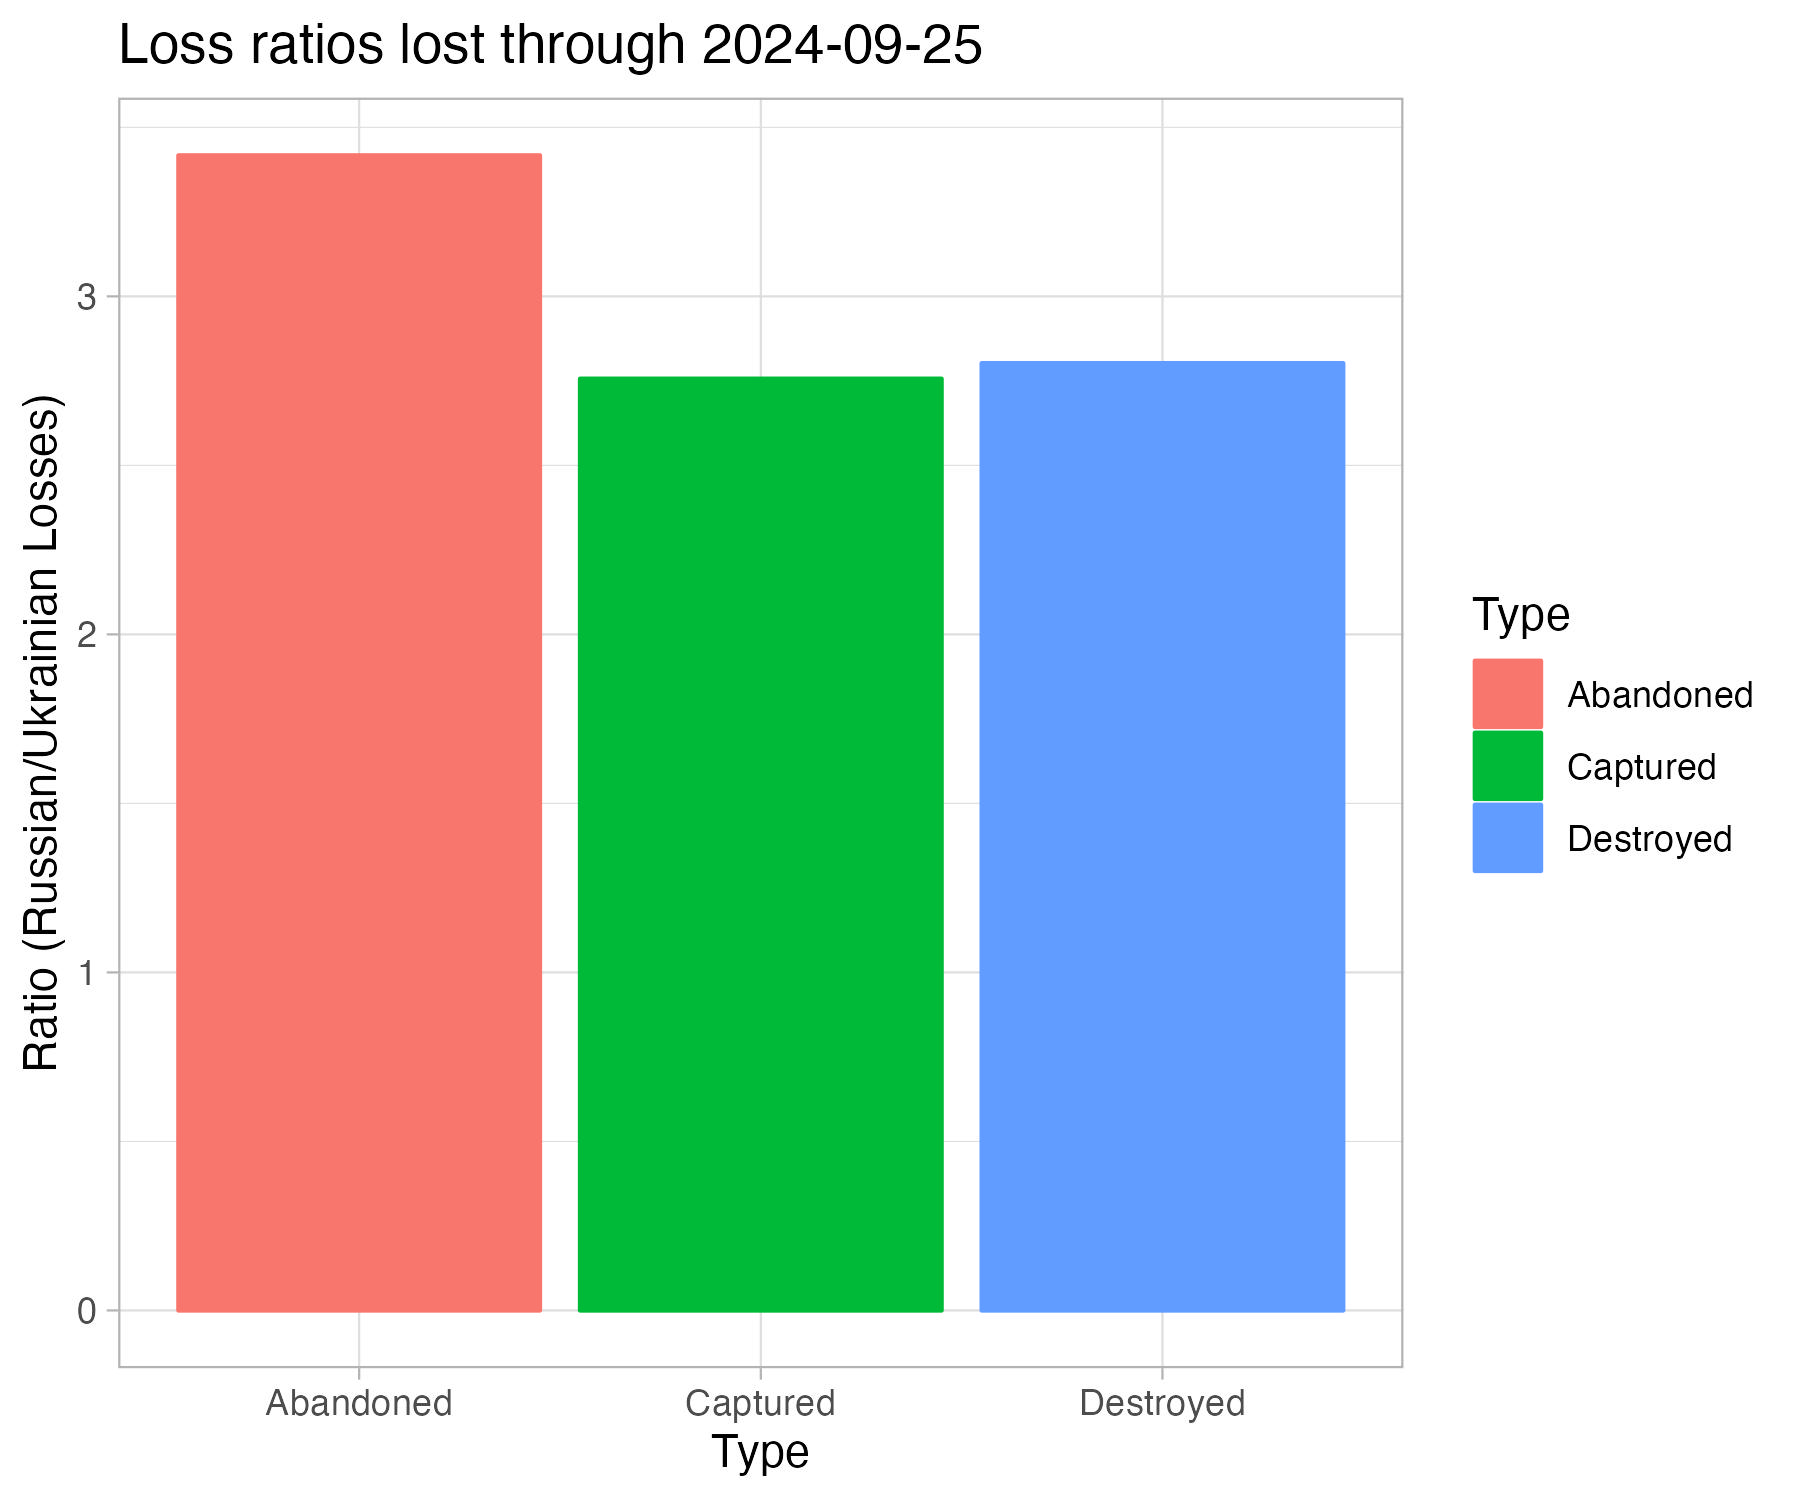 Loss ratios lost through 2024-09-25
Ratio (Russian/Ukrainian Losses)
3
2
1
0
Abandoned
Captured
Destroyed
Type
Type
Abandoned
Captured
Destroyed